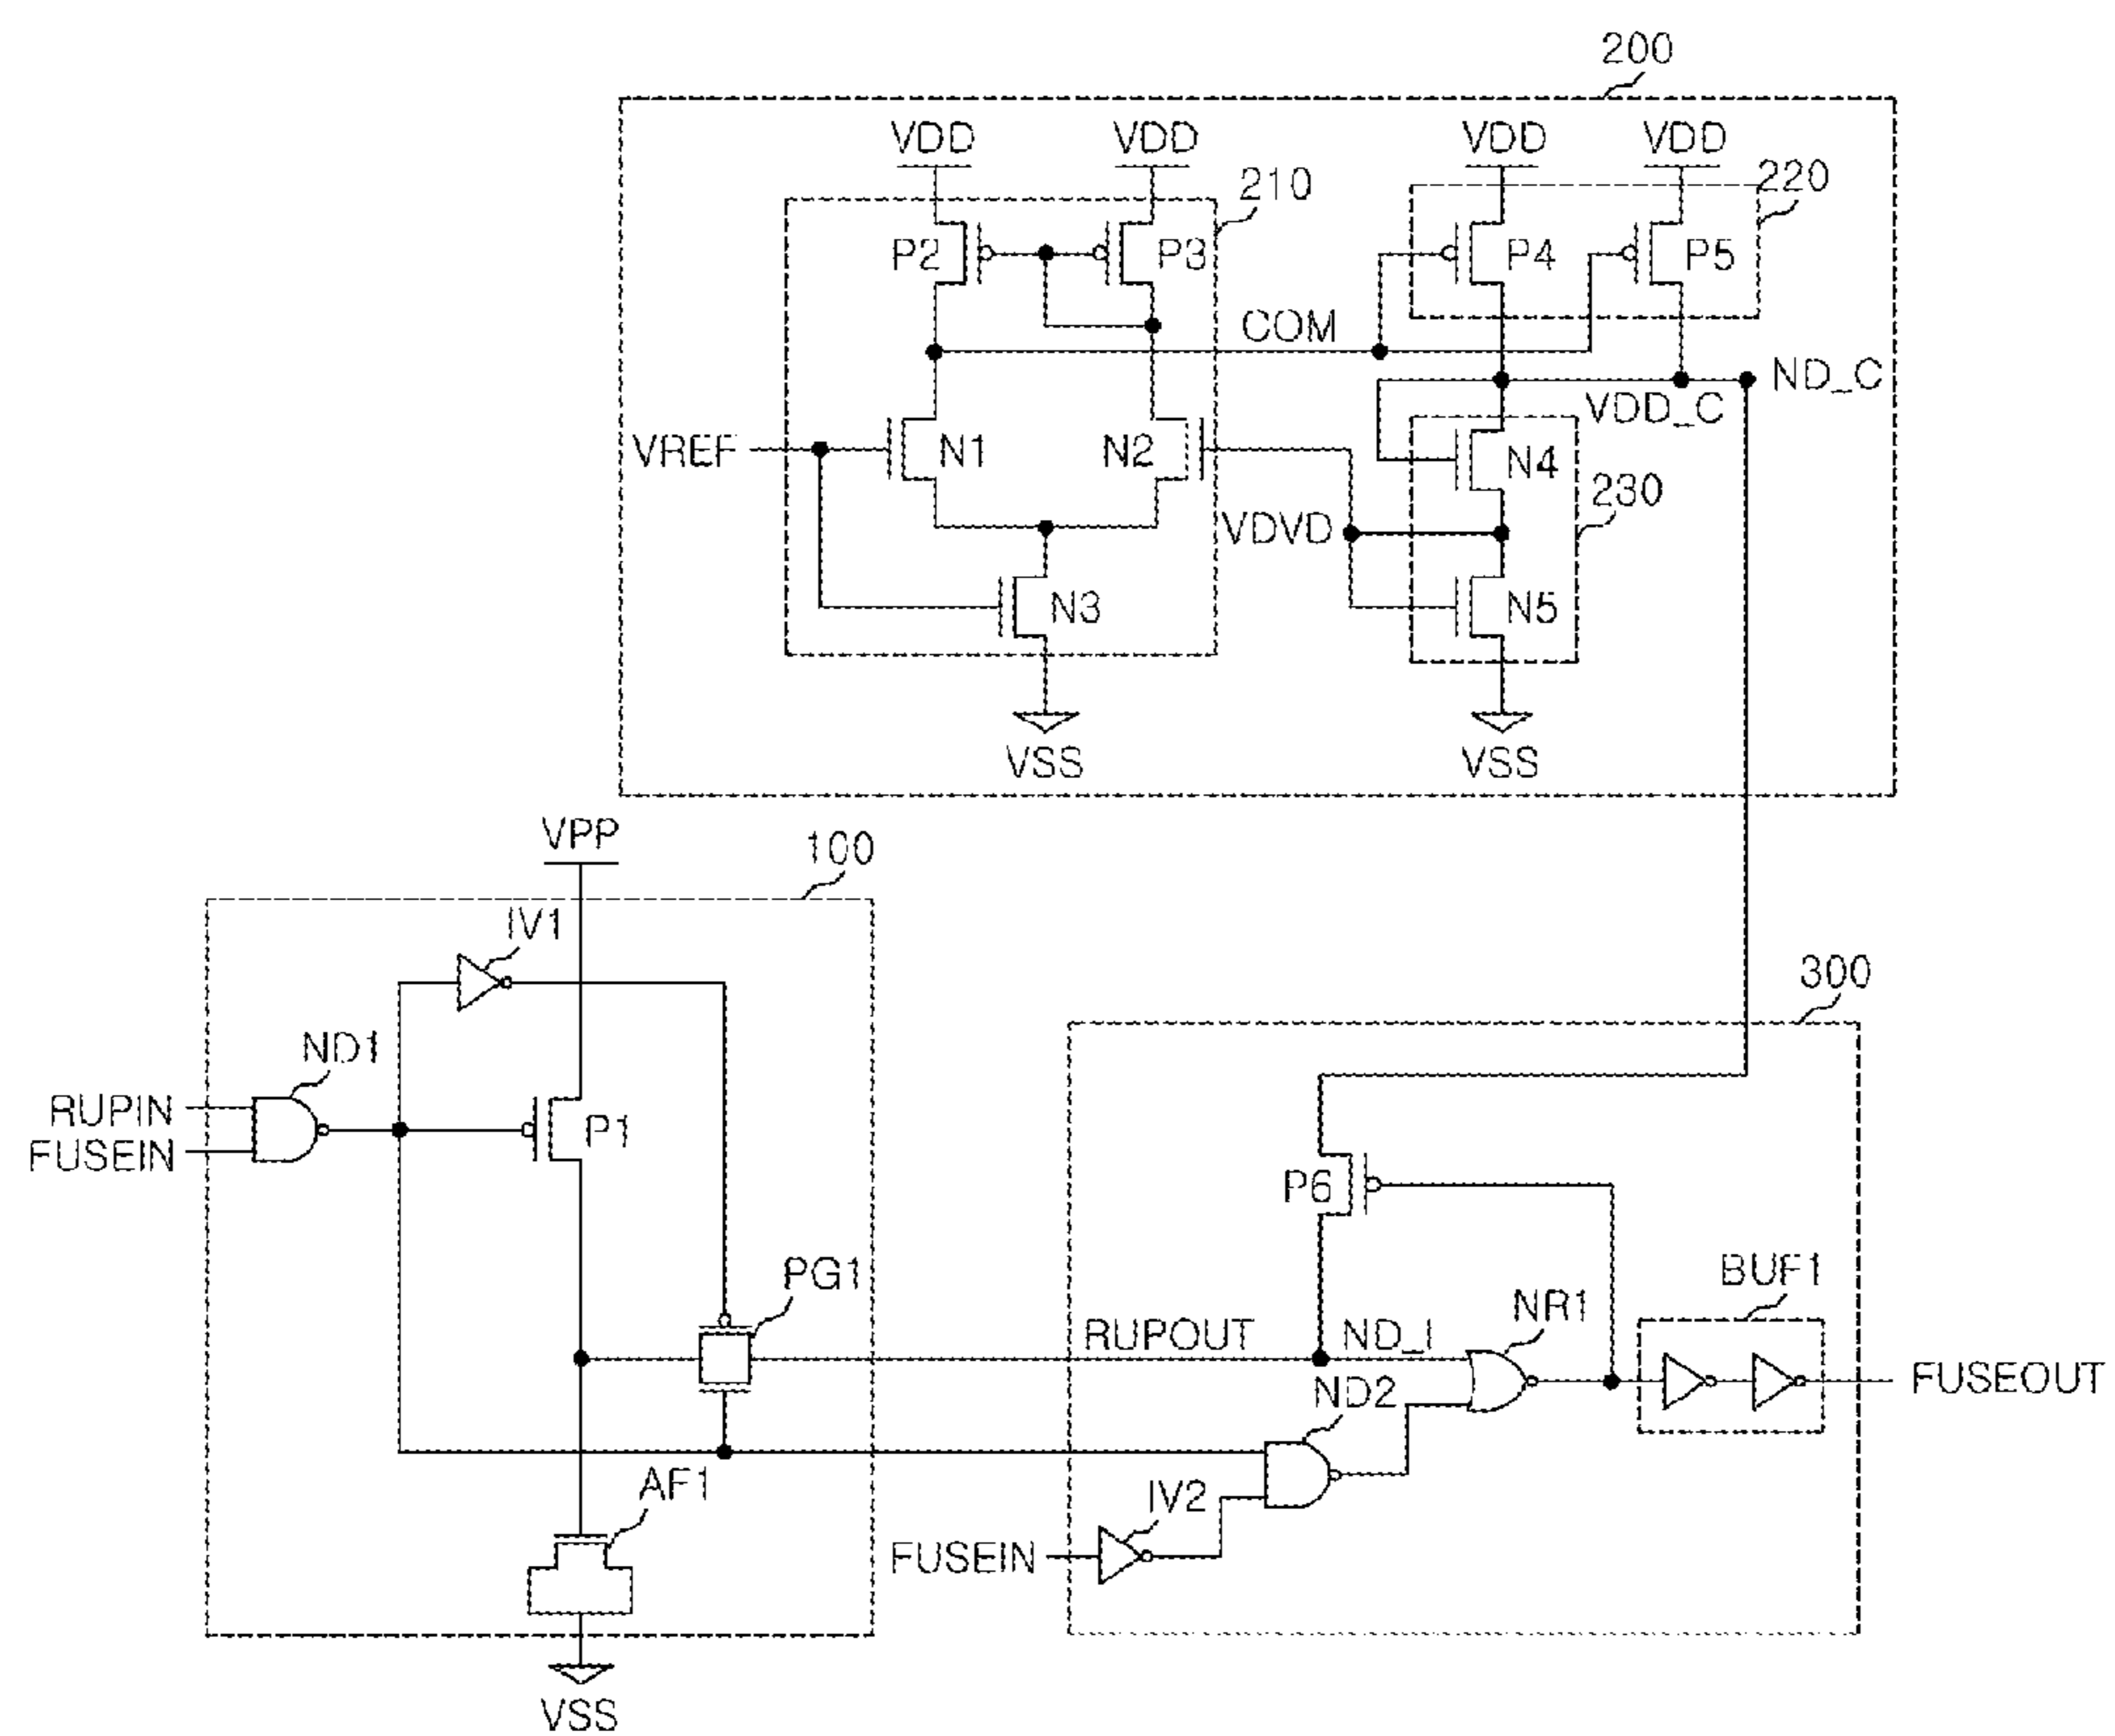 200
VDD VDD VDD VDD
210 220
P2 P3 P4 P5
COM
ND_C
VDD_C
VREF N1 N2 N4
230
VDVD
N3 N5
VSS VSS
VPP
100
IV1
300
ND1
RUPIN
P1
FUSEIN
P6
PG1 BUF1
RUPOUT ND_I NR1
ND2 FUSEOUT
AF1 IV2
FUSEIN
VSS